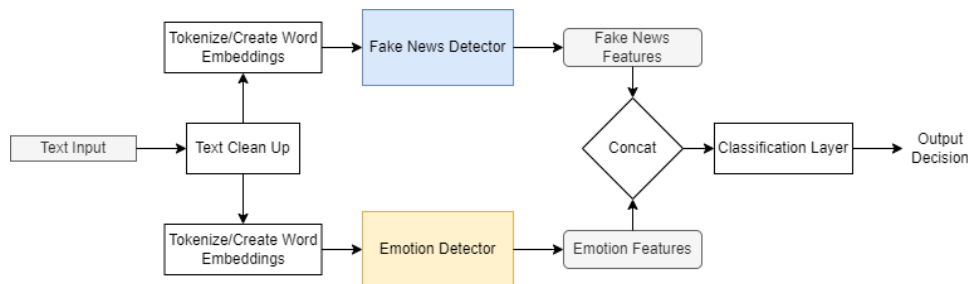 Tokenize/Create Word
Embeddings
Fake News Detector
Fake News
Features
Text Input
Text Clean Up
Concat
Classification Layer
Output
Decision
Tokenize/Create Word
Embeddings
Emotion Detector
Emotion Features